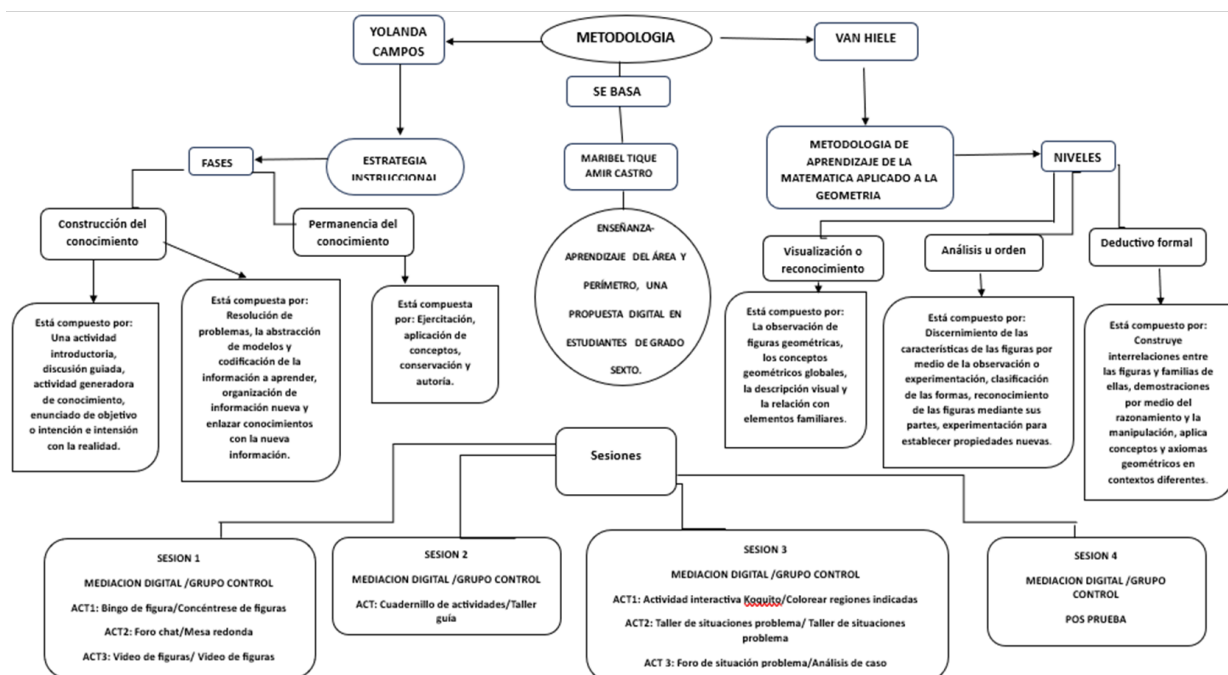 METODOLOGIA
YOLANDA
CAMPOS
VAN HIELE
SE BASA
MARIBEL TIQUE
AMIR CASTRO
ENSEÑANZA-
APRENDIZAJE DEL ÁREA Y
PERÍMETRO, UNA
PROPUESTA DIGITAL EN
ESTUDIANTES DE GRADO
SEXTO.
ESTRATEGIA
INSTRUCCIONAL
FASES
Construcción del
conocimiento
Permanencia del
conocimiento
Está compuesto por:
Una actividad
introductoria,
discusión guiada,
actividad generadora
de conocimiento,
enunciado de objetivo
o intención e intensión
con la realidad.
Está compuesta por:
Resolución de
problemas, la abstracción
de modelos y
codificación de la
información a aprender,
organización de
información nueva y
enlazar conocimientos
con la nueva
información.
Está compuesta
por: Ejercitación,
aplicación de
conceptos,
conservación y
autoría.
METODOLOGIA DE
APRENDIZAJE DE LA
MATEMATICA APLICADO A LA
GEOMETRIA
NIVELES
Visualización o
reconocimiento
Análisis u orden
Deductivo formal
Está compuesto por:
La observación de
figuras geométricas,
los conceptos
geométricos globales,
la descripción visual y
la relación con
elementos familiares.
Está compuesto por:
Discernimiento de las
características de las figuras por
medio de la observación o
experimentación, clasificación
de las formas, reconocimiento
de las figuras mediante sus
partes, experimentación para
establecer propiedades nuevas.
Está compuesto por:
Construye
interrelaciones entre
las figuras y familias de
ellas, demostraciones
por medio del
razonamiento y la
manipulación, aplica
conceptos y axiomas
geométricos en
contextos diferentes.
Sesiones
SESION 1
MEDIACION DIGITAL /GRUPO CONTROL
ACT1: Bingo de figura/Concéntrese de figuras
ACT2: Foro chat/Mesa redonda
ACT3: Video de figuras/ Video de figuras
SESION 2
MEDIACION DIGITAL /GRUPO CONTROL
ACT: Cuadernillo de actividades/Taller
guía
SESION 3
MEDIACION DIGITAL /GRUPO CONTROL
ACT1: Actividad interactiva Koquito/Colorear regiones indicadas
ACT2: Taller de situaciones problema/ Taller de situaciones
problema
ACT 3: Foro de situación problema/Análisis de caso
SESION 4
MEDIACION DIGITAL /GRUPO
CONTROL
POS PRUEBA